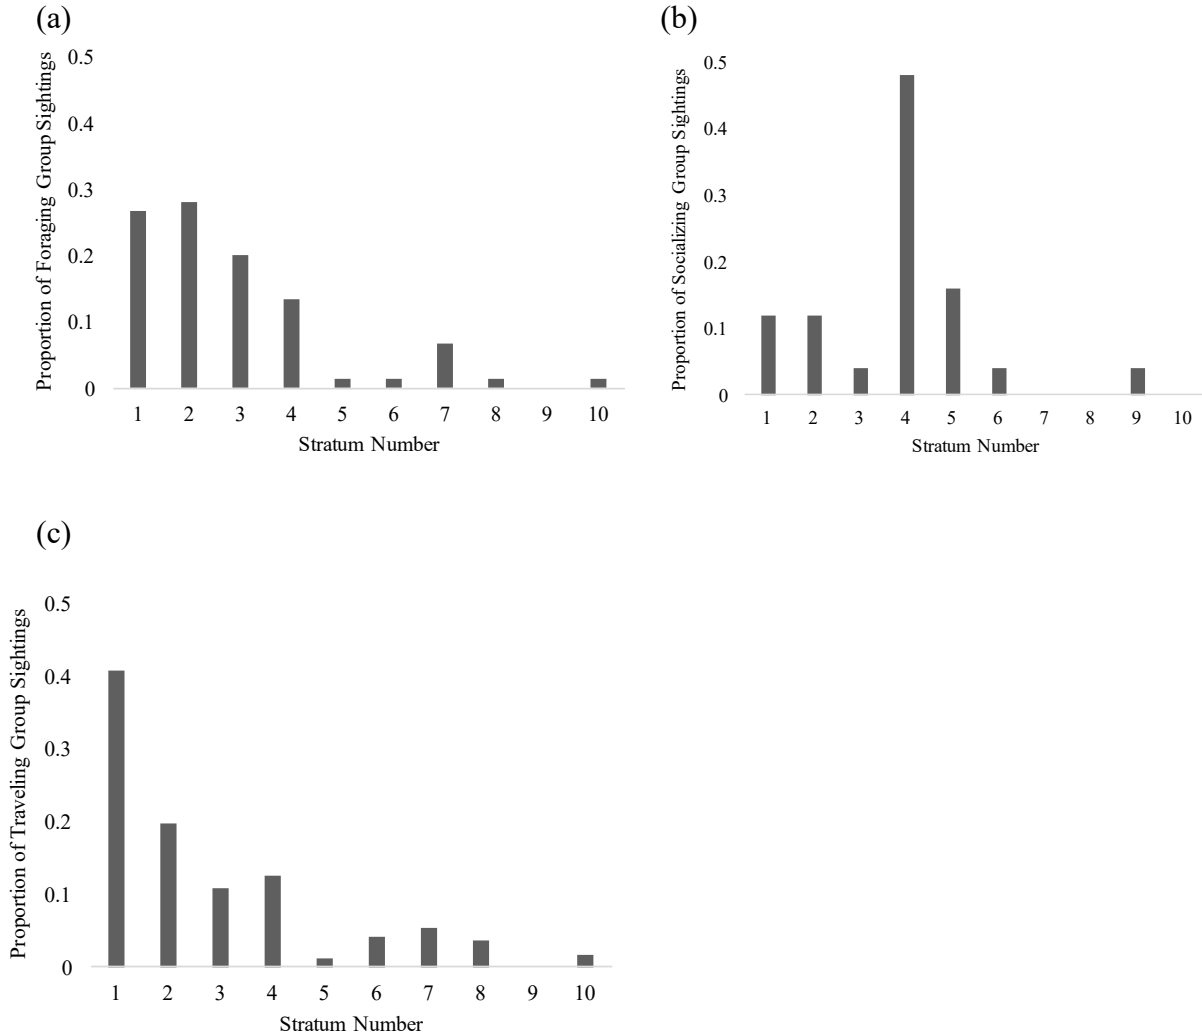 (a)
Proportion of Foraging Group Sightings
0.5
0.4
0.3
0.2
0.1
0
1 2 3 4 5 6 7 8 9 10
Stratum Number
(b)
Proportion of Socializing Group Sightings
0.5
0.4
0.3
0.2
0.1
0
1 2 3 4 5 6 7 8 9 10
Stratum Number
(c)
Proportion of Traveling Group Sightings
0.5
0.4
0.3
0.2
0.1
0
1 2 3 4 5 6 7 8 9 10
Stratum Number